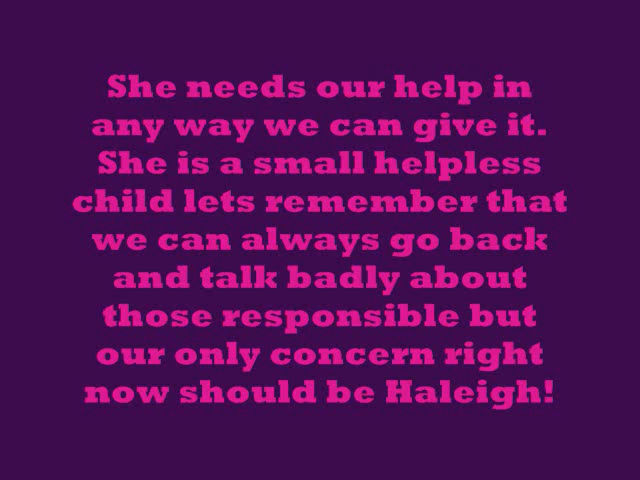 She needs our help in
any way we can give it.
She is a small helpless
child lets remember that
we can always go back
and talk badly about
those responsible but
our only concern right
now should be Haleigh!